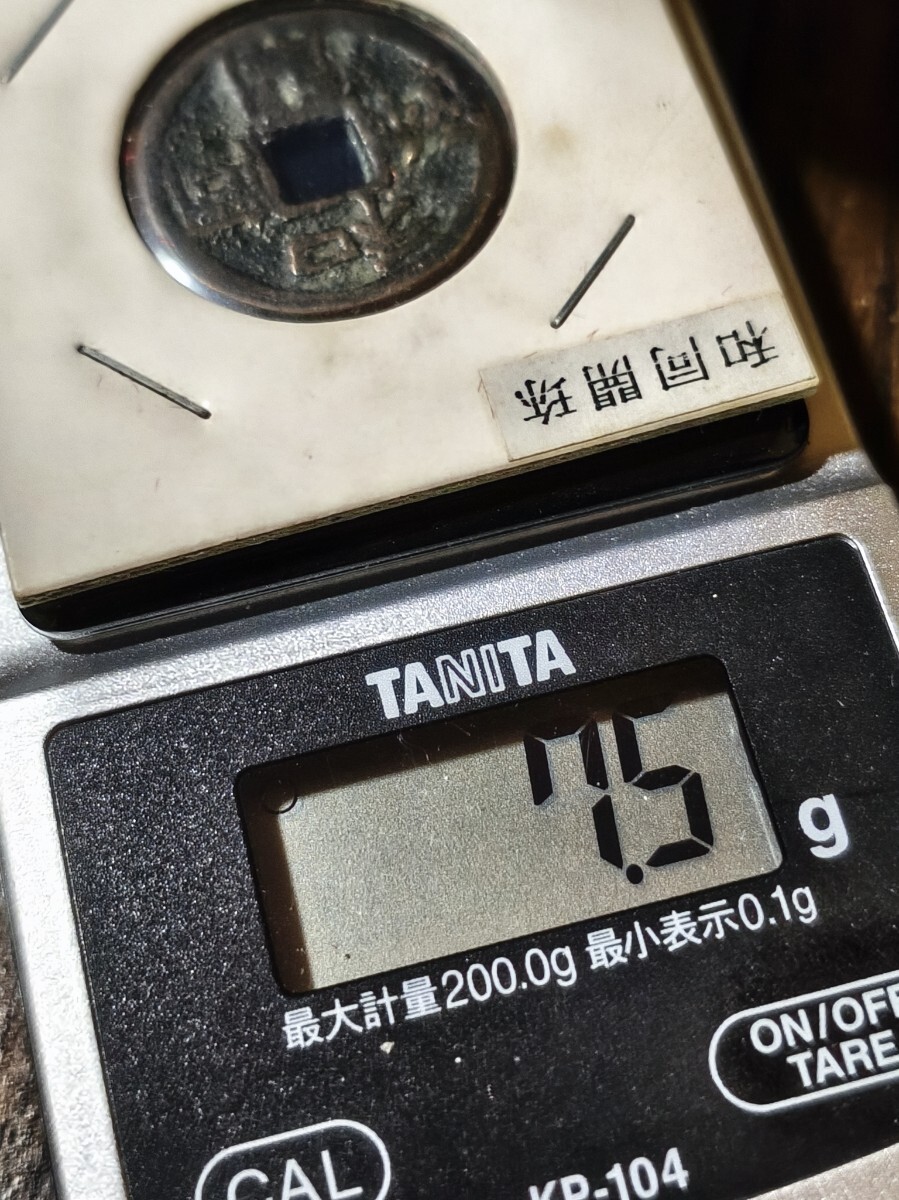 和同開珎
TANITA
7.5 g
最大計量200.0g 最小表示0.1g
ON/OFF
TARE
CAL
KP-104